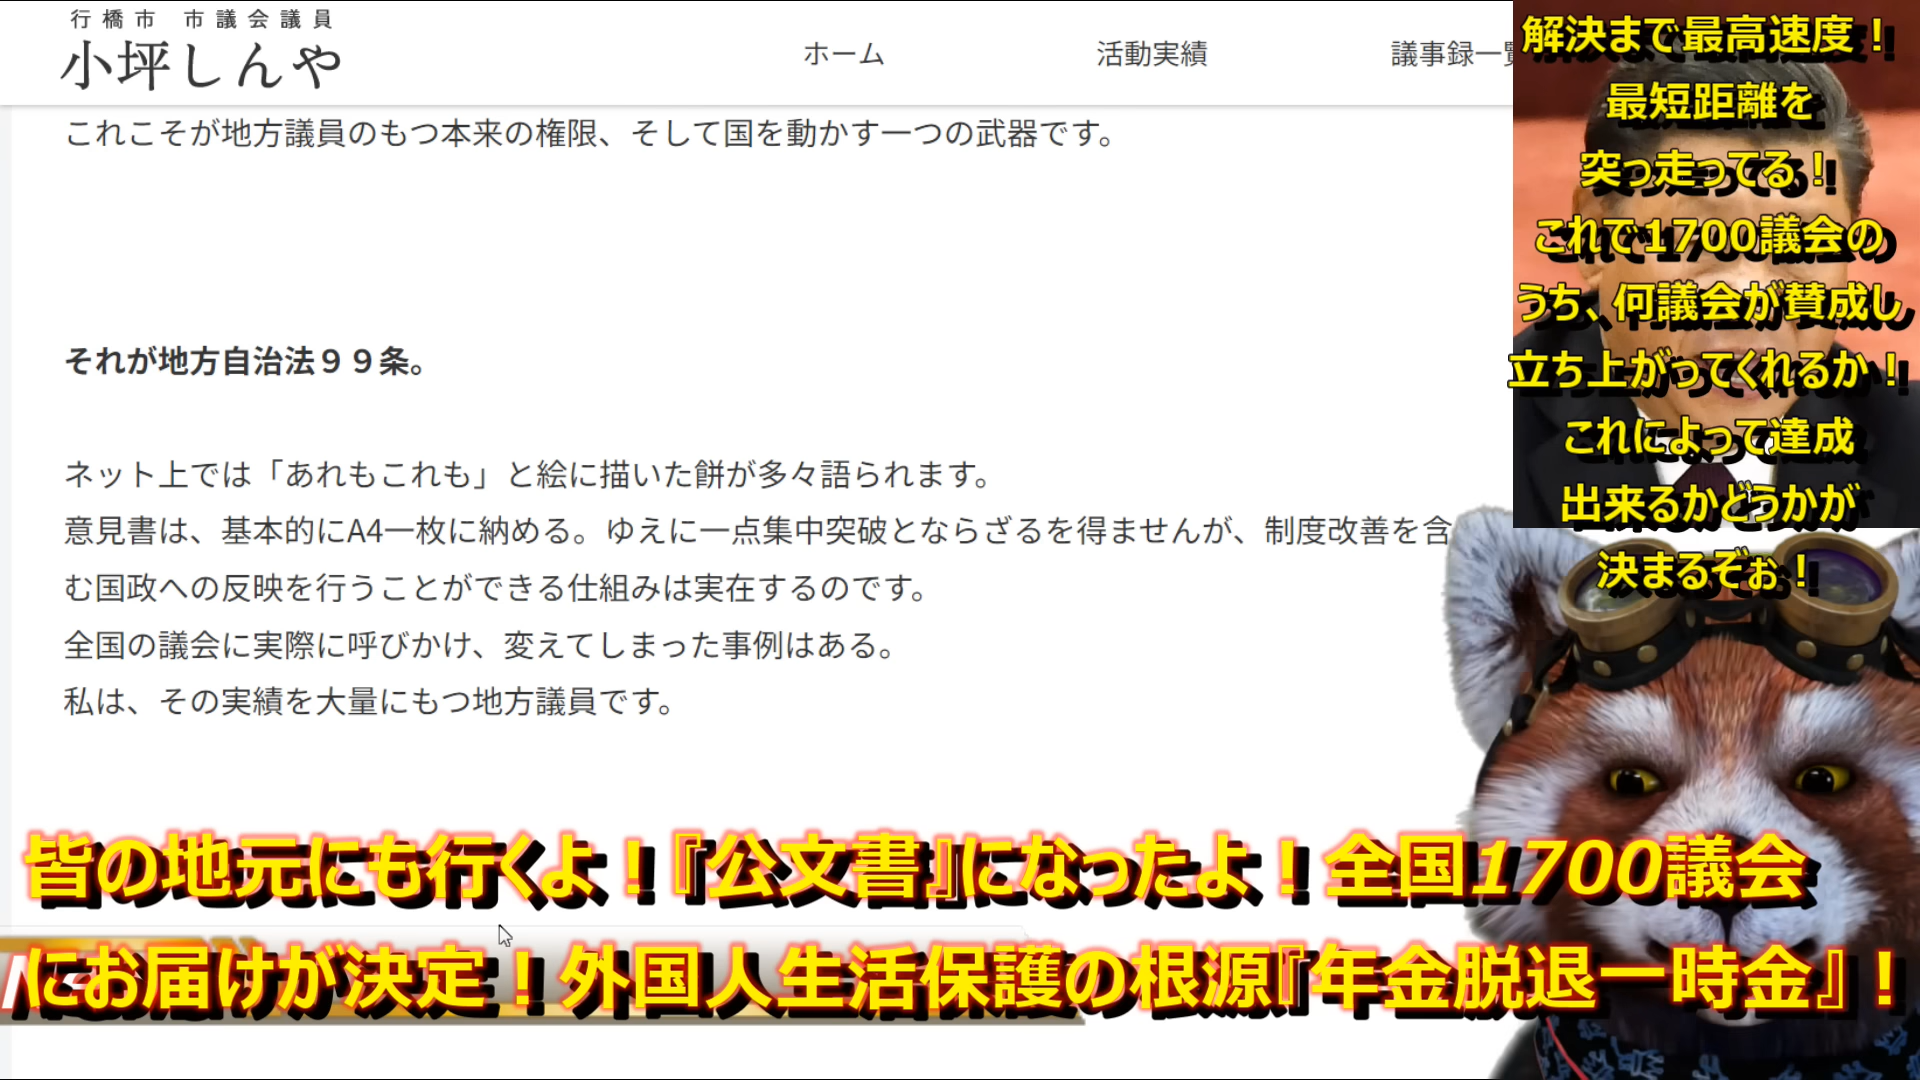 行橋市 市議会議員
小坪しんや
ホーム
活動実績
議事録一覧
これこそが地方議員のもつ本来の権限、そして国を動かす一つの武器です。
それが地方自治法９９条。
ネット上では「あれもこれも」と絵に描いた餅が多々語られます。
意見書は、基本的にA4一枚に納める。ゆえに一点集中突破とならざるを得ませんが、制度改善を含
む国政への反映を行うことができる仕組みは実在するのです。
全国の議会に実際に呼びかけ、変えてしまった事例はある。
私は、その実績を大量にもつ地方議員です。
解決まで最高速度！
最短距離を
突っ走ってる！
これで1700議会の
うち、何議会が賛成し
立ち上がってくれるか！
これによって達成
出来るかどうかが
決まるぞぉ！
皆の地元にも行くよ！『公文書』になったよ！全国1700議会
にお届けが決定！外国人生活保護の根源『年金脱退一時金』！